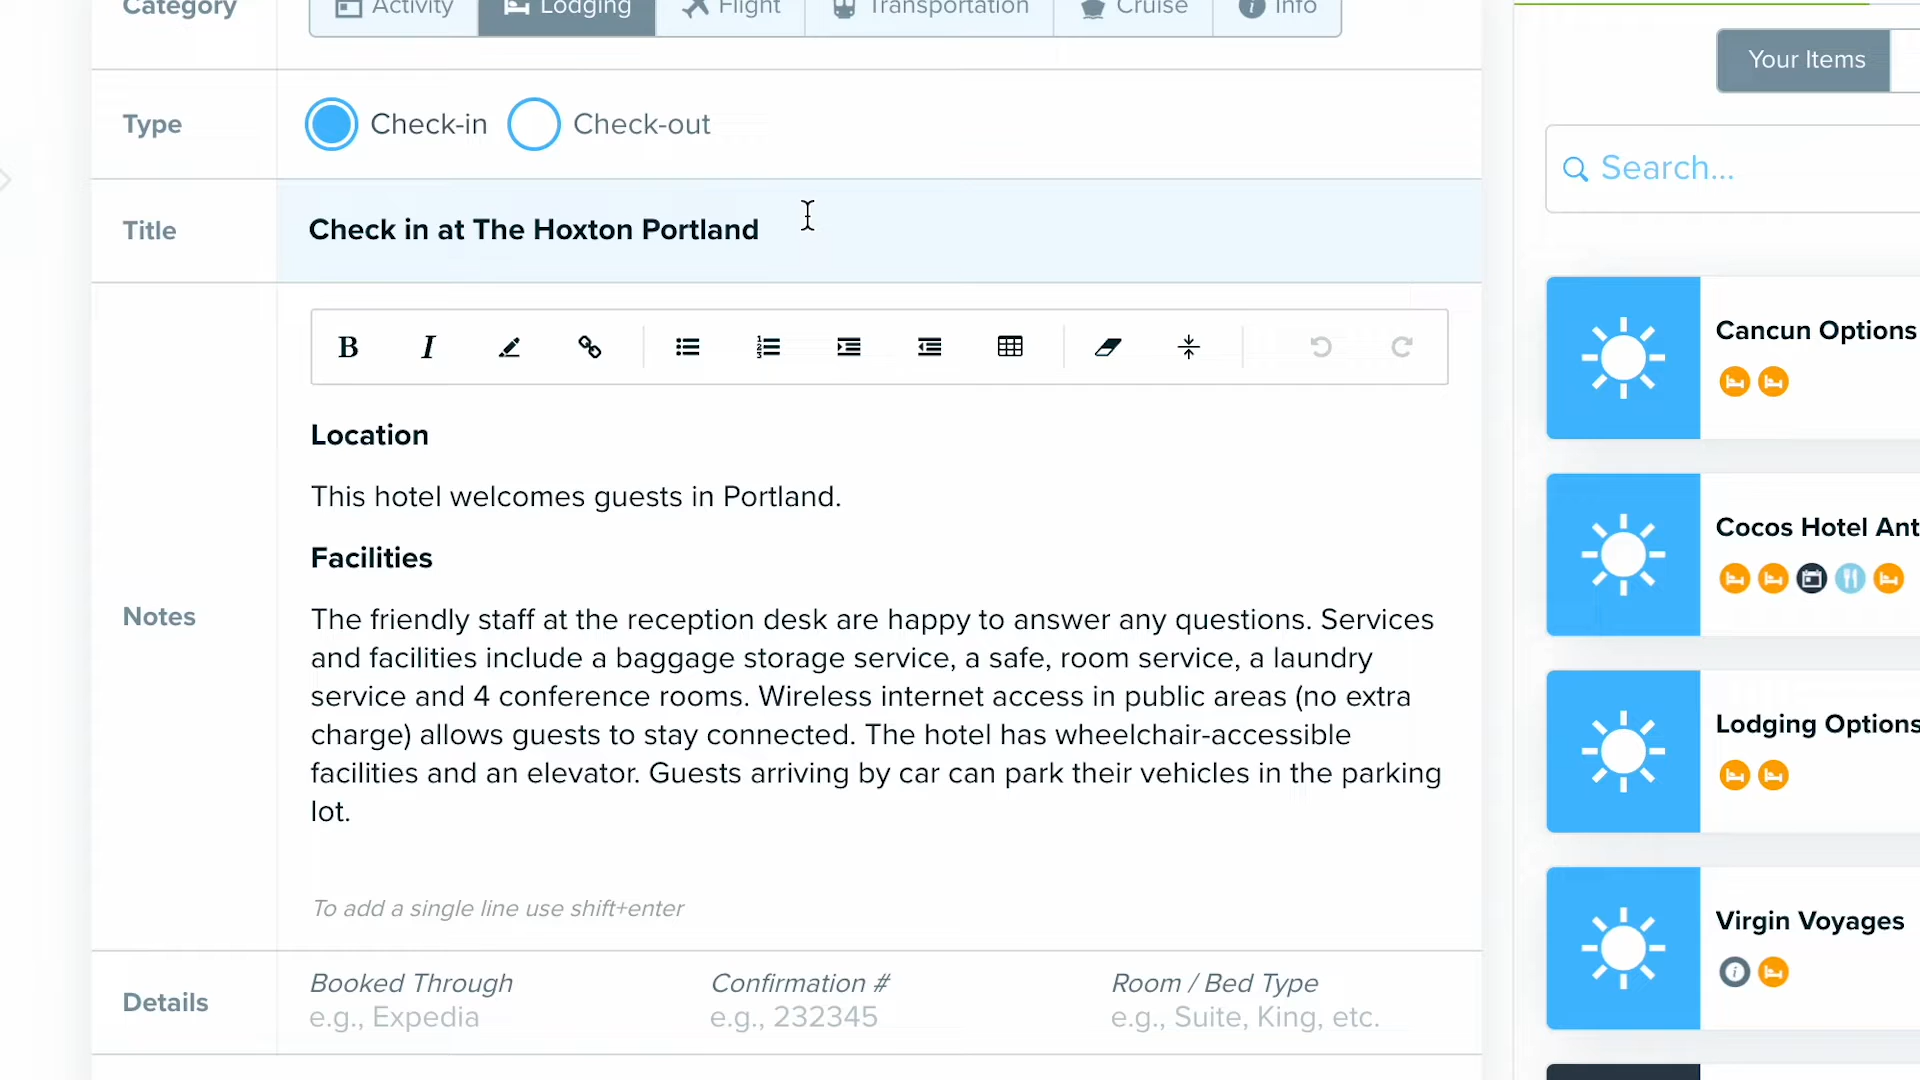 Category
Activity
Lodging
Flight
Transportation
Cruise
Info
Your Items
Type
Check-in
Check-out
Search...
Title
Check in at The Hoxton Portland
B
I
Notes
Location
This hotel welcomes guests in Portland.
Facilities
The friendly staff at the reception desk are happy to answer any questions. Services
and facilities include a baggage storage service, a safe, room service, a laundry
service and 4 conference rooms. Wireless internet access in public areas (no extra
charge) allows guests to stay connected. The hotel has wheelchair-accessible
facilities and an elevator. Guests arriving by car can park their vehicles in the parking
lot.
To add a single line use shift+enter
Details
Booked Through
e.g., Expedia
Confirmation #
e.g., 232345
Room / Bed Type
e.g., Suite, King, etc.
Cancun Options
Cocos Hotel Ant
Lodging Options
Virgin Voyages